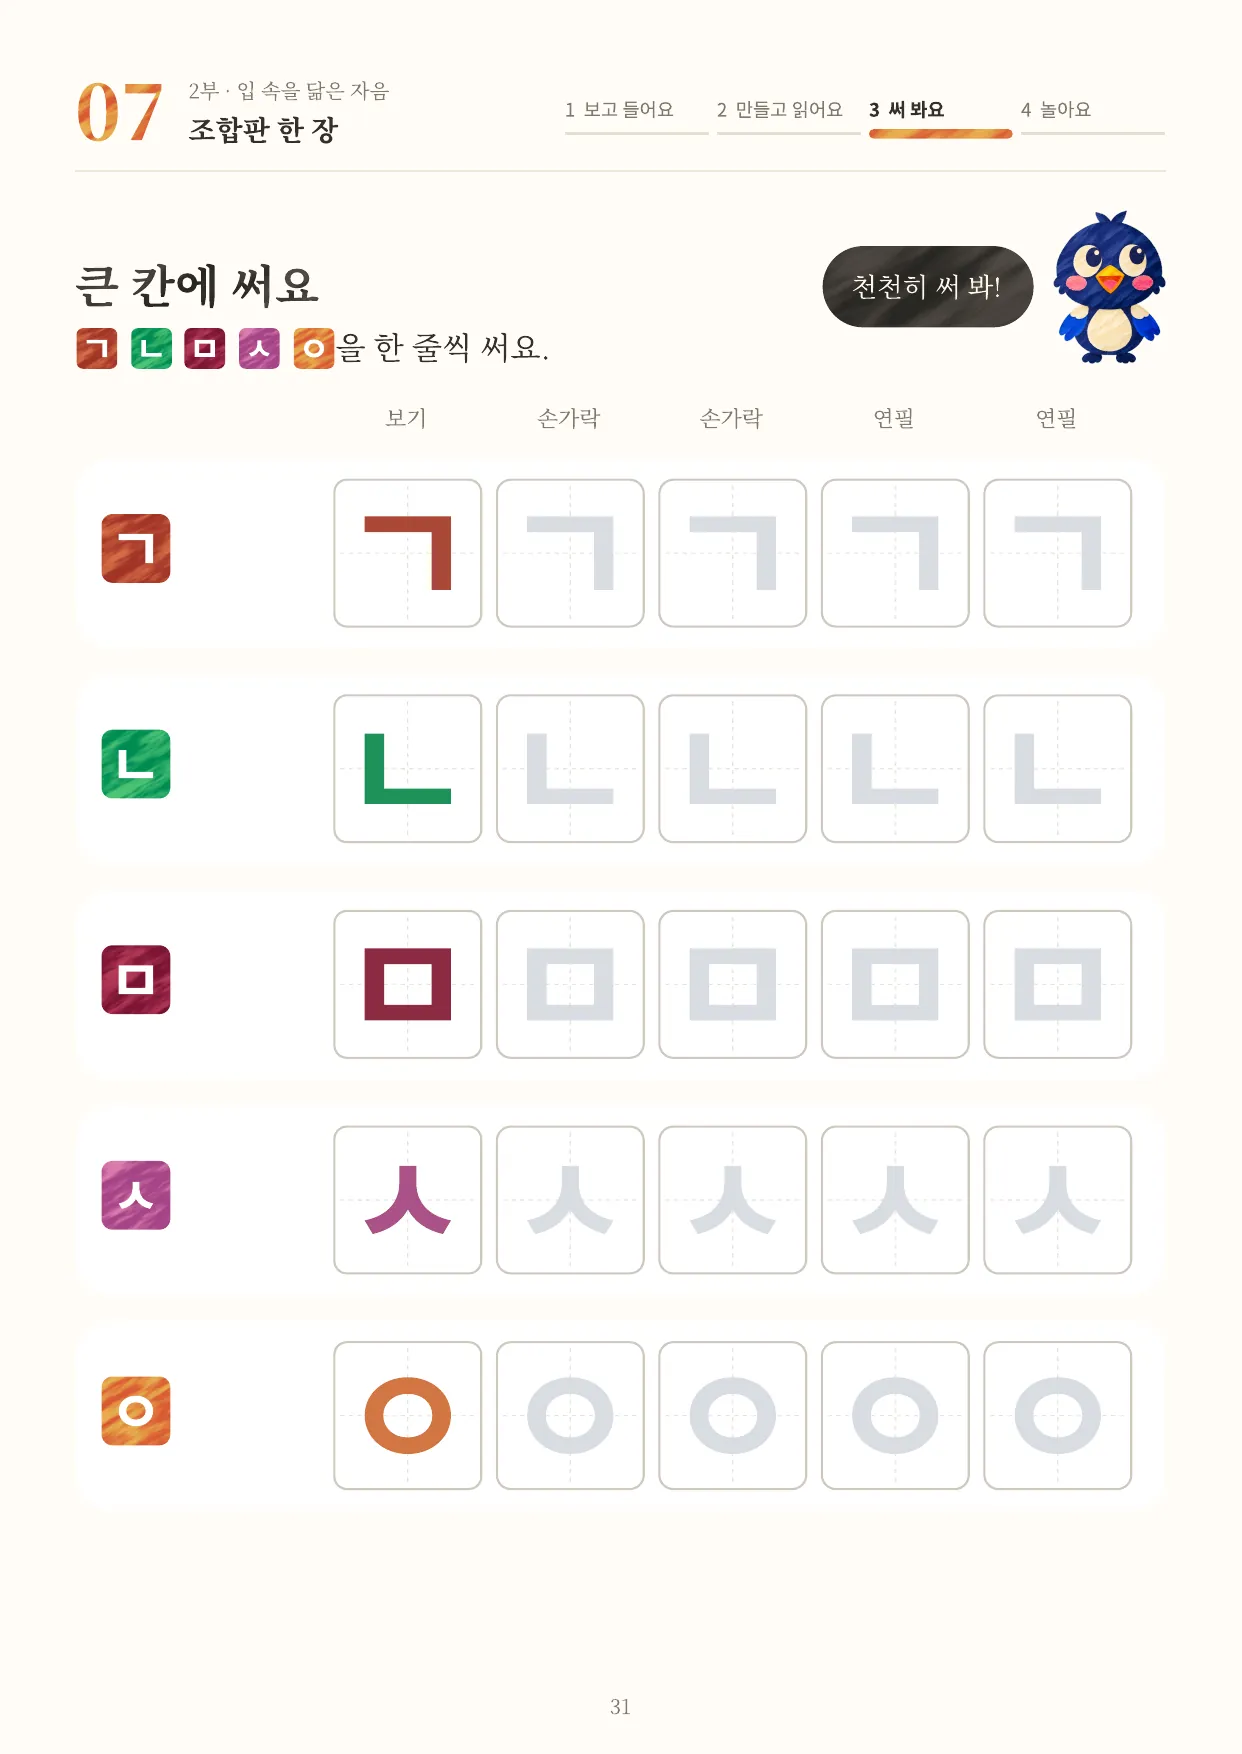 07
2부 · 입 속을 닮은 자음
조합판 한 장
1 보고 들어요 2 만들고 읽어요 3 써 봐요 4 놀아요
큰 칸에 써요
천천히 써 봐!
ㄱ ㄴ ㅁ ㅅ ㅇ을 한 줄씩 써요.
보기 손가락 손가락 연필 연필
ㄱ ㄱ ㄱ ㄱ ㄱ ㄱ
ㄴ ㄴ ㄴ ㄴ ㄴ ㄴ
ㅁ ㅁ ㅁ ㅁ ㅁ ㅁ
ㅅ ㅅ ㅅ ㅅ ㅅ ㅅ
ㅇ ㅇ ㅇ ㅇ ㅇ ㅇ
31